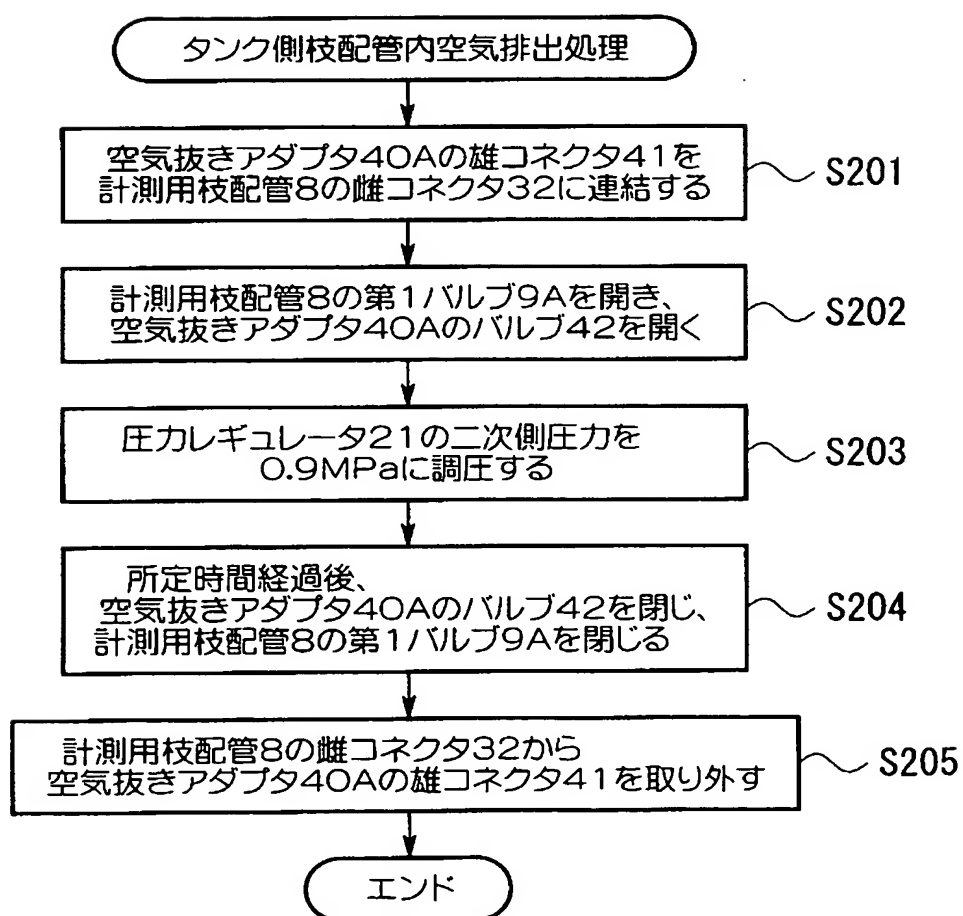 タンク側枝配管内空気排出処理
空気抜きアダプタ40Aの雄コネクタ41を
計測用枝配管8の雌コネクタ32に連結する
S201
計測用枝配管8の第1バルブ9Aを開き、
空気抜きアダプタ40Aのバルブ42を開く
S202
圧力レギュレータ21の二次側圧力を
0.9MPaに調圧する
S203
所定時間経過後、
空気抜きアダプタ40Aのバルブ42を閉じ、
計測用枝配管8の第1バルブ9Aを閉じる
S204
計測用枝配管8の雌コネクタ32から
空気抜きアダプタ40Aの雄コネクタ41を取り外す
S205
エンド